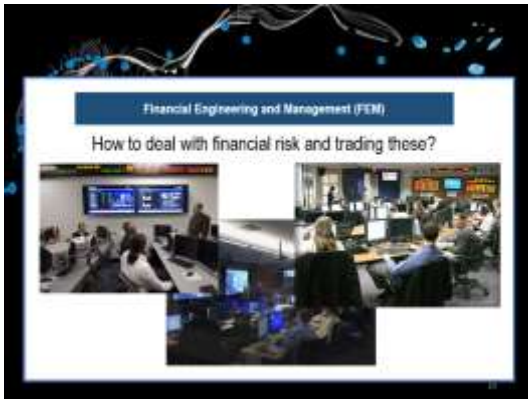 Financial Engineering and Management (FEM)
How to deal with financial risk and trading these?